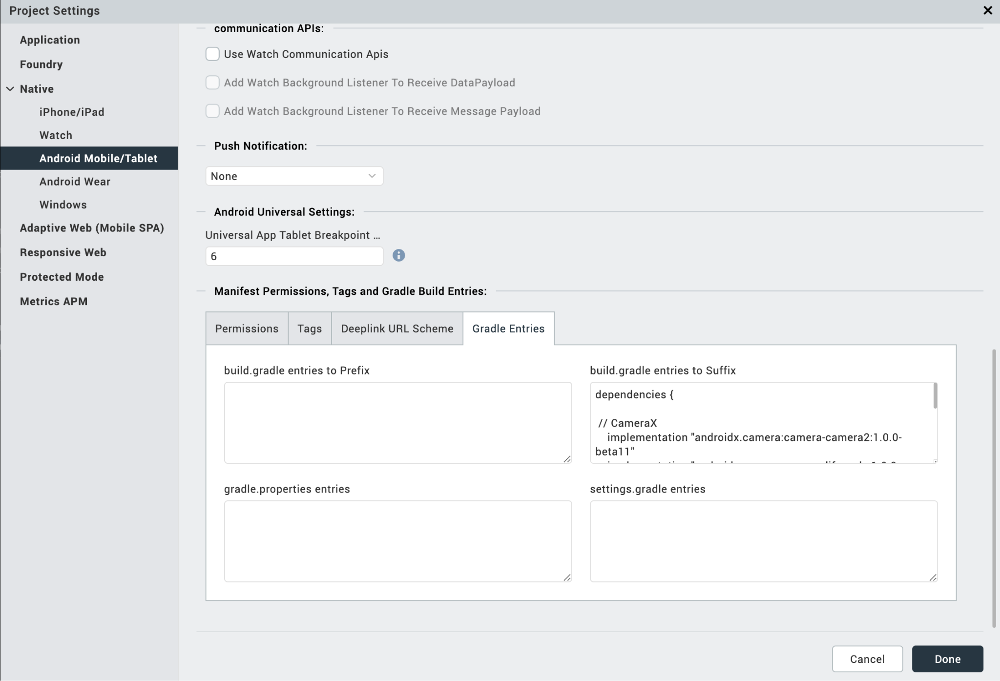 Project Settings
Application
Foundry
Native
iPhone/iPad
Watch
Android Mobile/Tablet
Android Wear
Windows
Adaptive Web (Mobile SPA)
Responsive Web
Protected Mode
Metrics APM
communication APIs:
Use Watch Communication Apis
Add Watch Background Listener To Receive DataPayload
Add Watch Background Listener To Receive Message Payload
Push Notification:
None
Android Universal Settings:
Universal App Tablet Breakpoint ...
6
Manifest Permissions, Tags and Gradle Build Entries:
Permissions Tags Deeplink URL Scheme Gradle Entries
build.gradle entries to Prefix
build.gradle entries to Suffix
dependencies {
// CameraX
implementation "androidx.camera:camera-camera2:1.0.0-
beta11"
gradle.properties entries
settings.gradle entries
Cancel Done